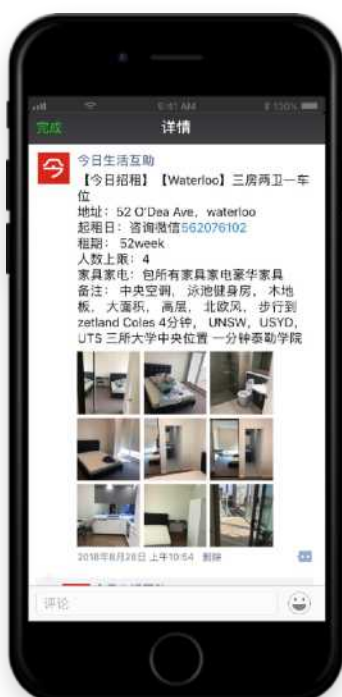 9:41 AM
100%
完成
详情
今日生活互助
【今日招租】【Waterloo】三房两卫一车
位
地址：52 O'Dea Ave，waterloo
起租日：咨询微信562076102
租期：52week
人数上限：4
家具家电：包所有家具家电豪华家具
备注：中央空调，泳池健身房，木地
板，大面积，高层，北欧风，步行到
zetland Coles 4分钟，UNSW，USYD，
UTS 三所大学中央位置 一分钟泰勒学院
2018年8月28日 上午10:54 删除
评论